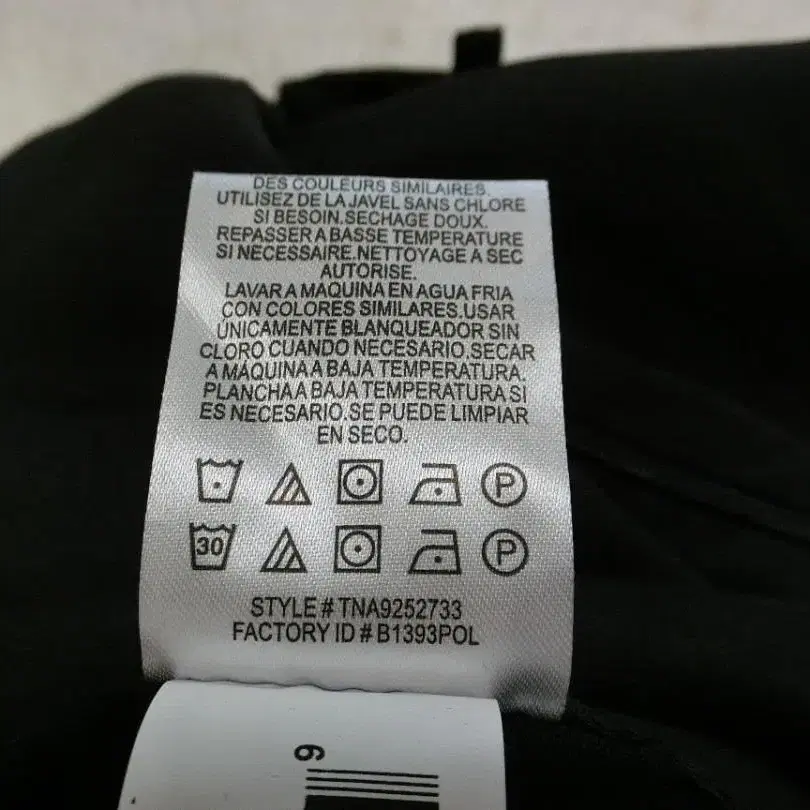 DES COULEURS SIMILAIRES.
UTILISEZ DE LA JAVEL SANS CHLORE
SI BESOIN.SECHAGE DOUX.
REPASSER A BASSE TEMPERATURE
SI NECESSAIRE.NETTOYAGE A SEC
AUTORISE.
LAVAR A MAQUINA EN AGUA FRIA
CON COLORES SIMILARES.USAR
ÚNICAMENTE BLANQUEADOR SIN
CLORO CUANDO NECESARIO.SECAR
A MAQUINA A BAJA TEMPERATURA.
PLANCHA A BAJA TEMPERATURA SI
ES NECESARIO.SE PUEDE LIMPIAR
EN SECO.
P
30 P
STYLE # TNA9252733
FACTORY ID # B1393POL
9